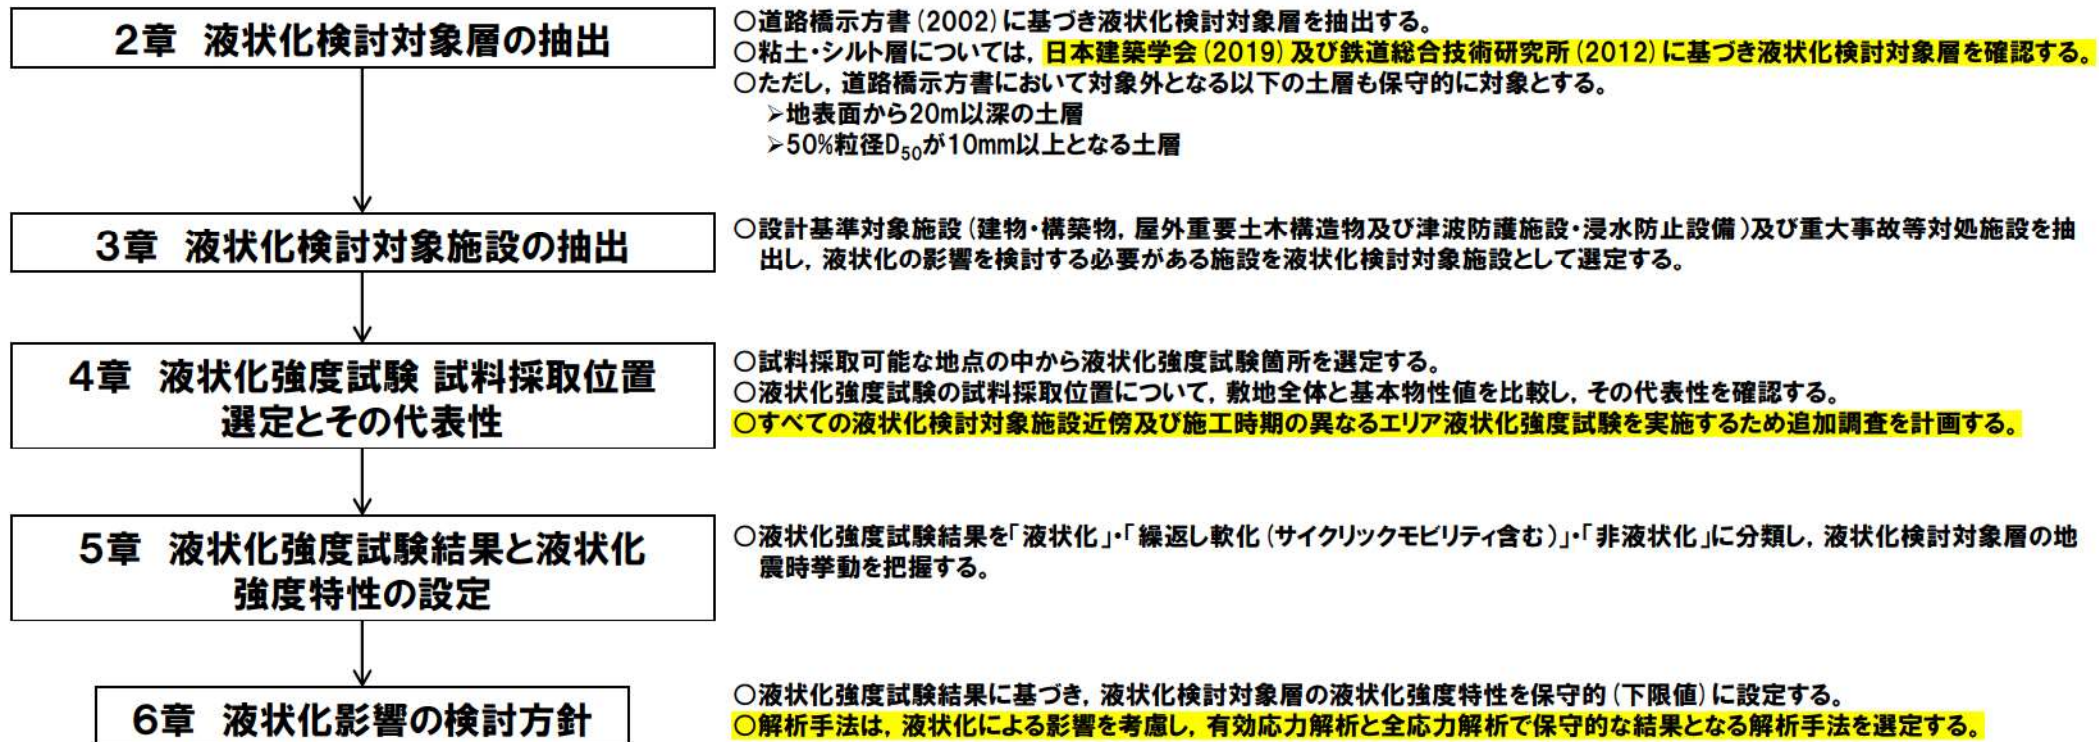 2章 液状化検討対象層の抽出
○道路橋示方書(2002)に基づき液状化検討対象層を抽出する。
○粘土・シルト層については,日本建築学会(2019)及び鉄道総合技術研究所(2012)に基づき液状化検討対象層を確認する。
○ただし,道路橋示方書において対象外となる以下の土層も保守的に対象とする。
➢地表面から20m以深の土層
➢50%粒径D50が10mm以上となる土層
3章 液状化検討対象施設の抽出
○設計基準対象施設(建物・構築物,屋外重要土木構造物及び津波防護施設・浸水防止設備)及び重大事故等対処施設を抽
出し,液状化の影響を検討する必要がある施設を液状化検討対象施設として選定する。
4章 液状化強度試験 試料採取位置
選定とその代表性
○試料採取可能な地点の中から液状化強度試験箇所を選定する。
○液状化強度試験の試料採取位置について,敷地全体と基本物性値を比較し,その代表性を確認する。
○すべての液状化検討対象施設近傍及び施工時期の異なるエリア液状化強度試験を実施するため追加調査を計画する。
5章 液状化強度試験結果と液状化
強度特性の設定
○液状化強度試験結果を「液状化」・「繰返し軟化(サイクリックモビリティ含む)」・「非液状化」に分類し,液状化検討対象層の地
震時挙動を把握する。
6章 液状化影響の検討方針
○液状化強度試験結果に基づき,液状化検討対象層の液状化強度特性を保守的(下限値)に設定する。
○解析手法は,液状化による影響を考慮し,有効応力解析と全応力解析で保守的な結果となる解析手法を選定する。